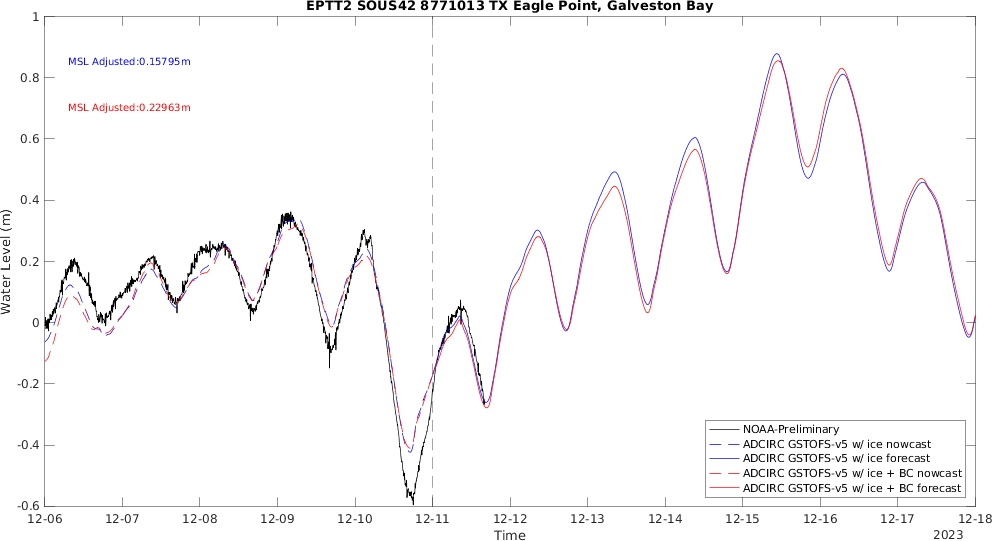 EPTT2 SOUS42 8771013 TX Eagle Point, Galveston Bay
MSL Adjusted:0.15795m
MSL Adjusted:0.22963m
Water Level (m)
1
0.8
0.6
0.4
0.2
0
-0.2
-0.4
-0.6
NOAA-Preliminary
ADCIRC GSTOFS-v5 w/ ice nowcast
ADCIRC GSTOFS-v5 w/ ice forecast
ADCIRC GSTOFS-v5 w/ ice + BC nowcast
ADCIRC GSTOFS-v5 w/ ice + BC forecast
12-06 12-07 12-08 12-09 12-10 12-11 12-12 12-13 12-14 12-15 12-16 12-17 12-18
Time
2023